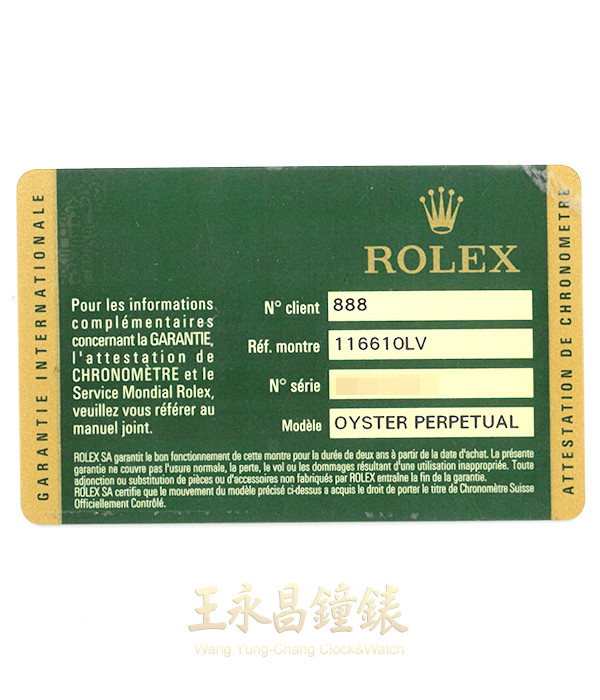 GARANTIE INTERNATIONALE
ROLEX
Pour les informations
complémentaires
concernant la GARANTIE,
l'attestation de
CHRONOMÈTRE et le
Service Mondial Rolex,
veuillez vous référer au
manuel joint.
N° client 888
Réf. montre 116610LV
N° série
Modèle OYSTER PERPETUAL
ROLEX SA garantit le bon fonctionnement de cette montre pour la durée de deux ans à partir de la date d'achat. La présente
garantie ne couvre pas l'usure normale, la perte, le vol ou les dommages résultant d'une utilisation inappropriée. Toute
adjonction ou substitution de pièces ou d'accessoires non fabriqués par ROLEX entraîne la fin de la garantie.
ROLEX SA certifie que le mouvement du modèle précisé ci-dessus a acquis le droit de porter le titre de Chronomètre Suisse
Officiellement Contrôlé.
ATTESTATION DE CHRONOMETRE
王永昌鐘錶
Wang Yung-Chang Clock&Watch